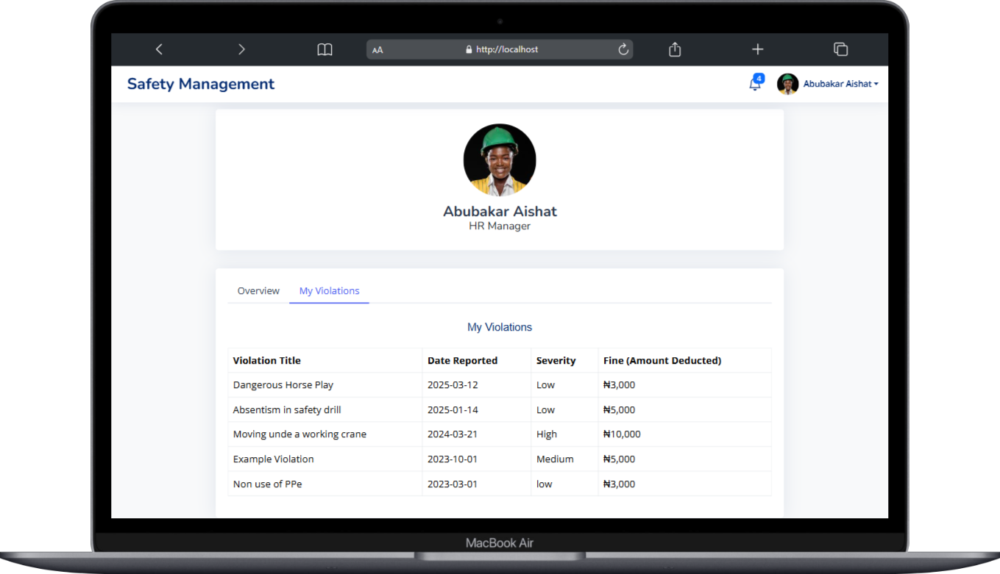 AA http://localhost
Safety Management 4 Abubakar Aishat
Abubakar Aishat
HR Manager
Overview My Violations
My Violations
Violation Title Date Reported Severity Fine (Amount Deducted)
Dangerous Horse Play 2025-03-12 Low ₦3,000
Absentism in safety drill 2025-01-14 Low ₦5,000
Moving unde a working crane 2024-03-21 High ₦10,000
Example Violation 2023-10-01 Medium ₦5,000
Non use of PPe 2023-03-01 low ₦3,000
MacBook Air